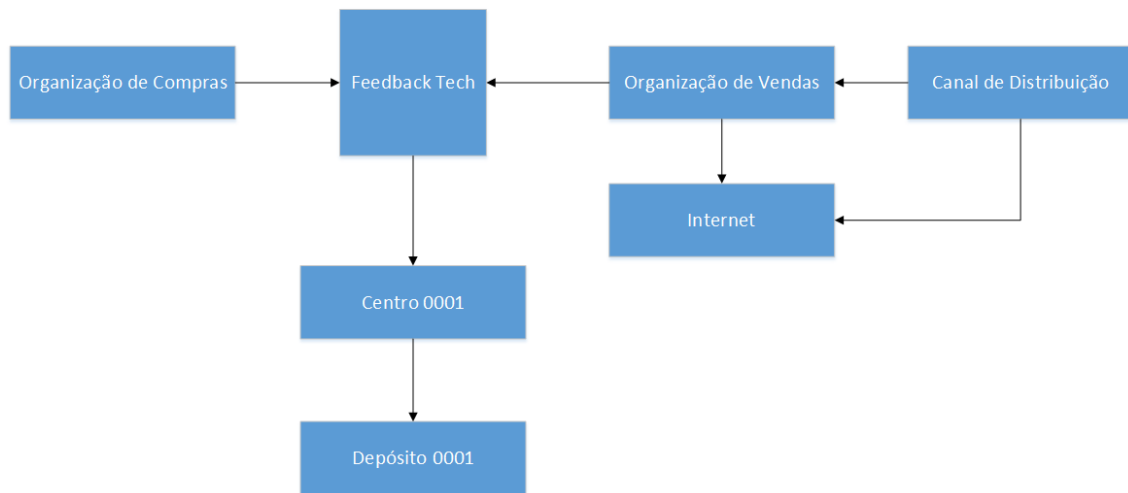 Organização de Compras
Feedback Tech
Organização de Vendas
Canal de Distribuição
Internet
Centro 0001
Depósito 0001